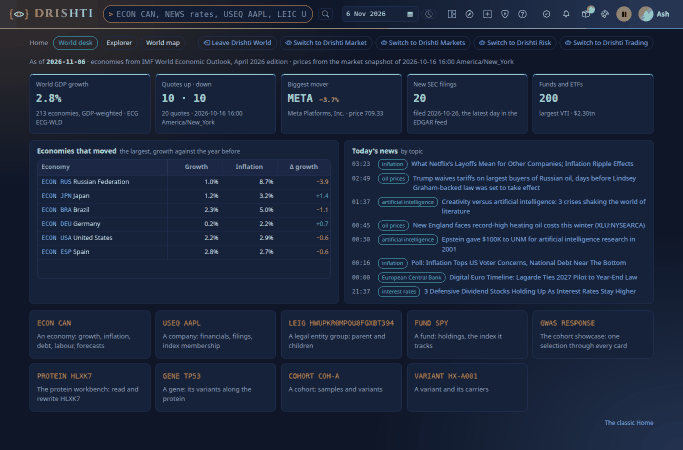 {<>} DRISHTI
> ECON CAN, NEWS rates, USEQ AAPL, LEIC U
6 Nov 2026
Ash
Home World desk Explorer World map Leave Drishti World Switch to Drishti Market Switch to Drishti Markets Switch to Drishti Risk Switch to Drishti Trading
As of 2026-11-06 · economies from IMF World Economic Outlook, April 2026 edition · prices from the market snapshot of 2026-10-16 16:00 America/New_York
World GDP growth
2.8%
213 economies, GDP-weighted · ECG
ECG-WLD
Quotes up · down
10 · 10
20 quotes · 2026-10-16 16:00
America/New_York
Biggest mover
META −3.7%
Meta Platforms, Inc. · price 709.33
New SEC filings
20
filed 2026-10-26, the latest day in the
EDGAR feed
Funds and ETFs
200
largest VTI · $2.30tn
Economies that moved the largest, growth against the year before
Economy Growth Inflation Δ growth
ECON RUS Russian Federation 1.0% 8.7% −3.9
ECON JPN Japan 1.2% 3.2% +1.4
ECON BRA Brazil 2.3% 5.0% −1.1
ECON DEU Germany 0.2% 2.2% +0.7
ECON USA United States 2.2% 2.9% −0.6
ECON ESP Spain 2.8% 2.7% −0.6
Today's news by topic
03:23 inflation What Netflix's Layoffs Mean for Other Companies; Inflation Ripple Effects
02:49 oil prices Trump waives tariffs on largest buyers of Russian oil, days before Lindsey
Graham-backed law was set to take effect
01:37 artificial intelligence Creativity versus artificial intelligence: 3 crises shaking the world of
literature
00:45 oil prices New England faces record-high heating oil costs this winter (XLU:NYSEARCA)
00:30 artificial intelligence Epstein gave $100K to UNM for artificial intelligence research in
2001
00:16 inflation Poll: Inflation Tops US Voter Concerns, National Debt Near The Bottom
00:00 European Central Bank Digital Euro Timeline: Lagarde Ties 2027 Pilot to Year-End Law
21:37 interest rates 3 Defensive Dividend Stocks Holding Up As Interest Rates Stay Higher
ECON CAN
An economy: growth, inflation,
debt, labour, forecasts
USEQ AAPL
A company: financials, filings,
index membership
LEIG HWUPKR0MPOU8FGXBT394
A legal entity group: parent and
children
FUND SPY
A fund: holdings, the index it
tracks
GWAS RESPONSE
The cohort showcase: one
selection through every card
PROTEIN HLXK7
The protein workbench: read and
rewrite HLXK7
GENE TP53
A gene: its variants along the
protein
COHORT COM-A
A cohort: samples and variants
VARIANT HX-A001
A variant and its carriers
The classic Home